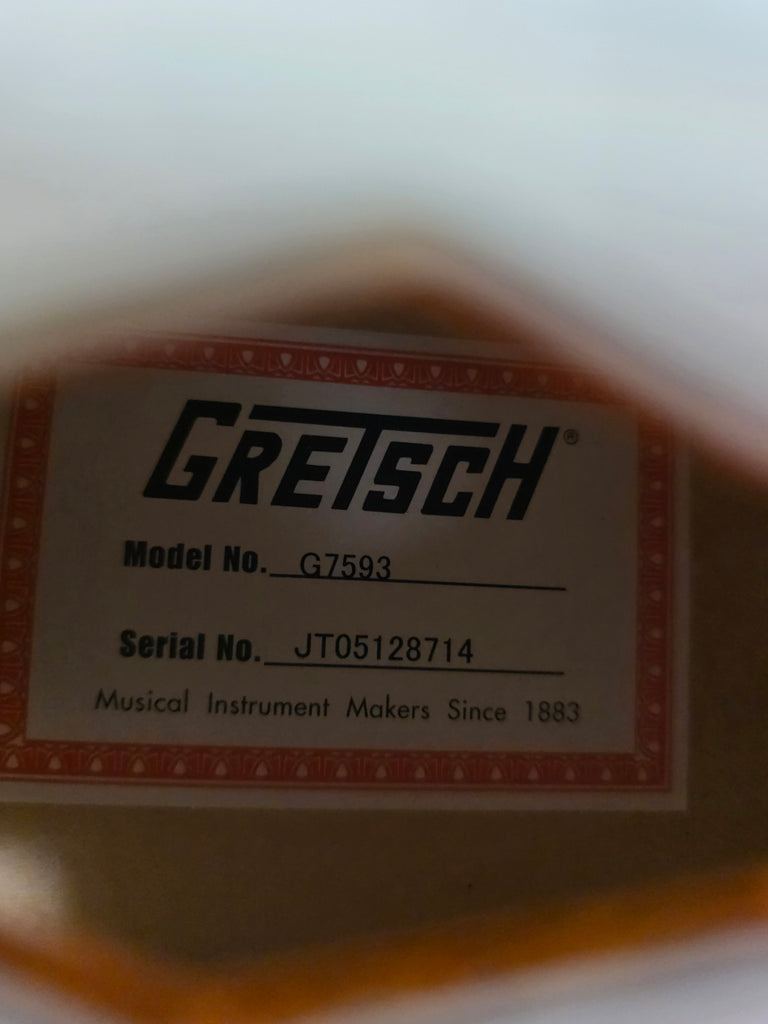 GRETSCH®
Model No. G7593
Serial No. JT05128714
Musical Instrument Makers Since 1883